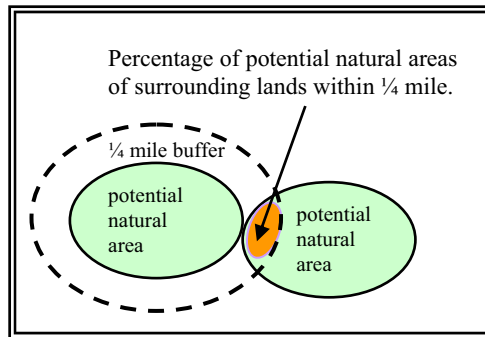 Percentage of potential natural areas
of surrounding lands within ¼ mile.
¼ mile buffer
potential
natural
area
potential
natural
area